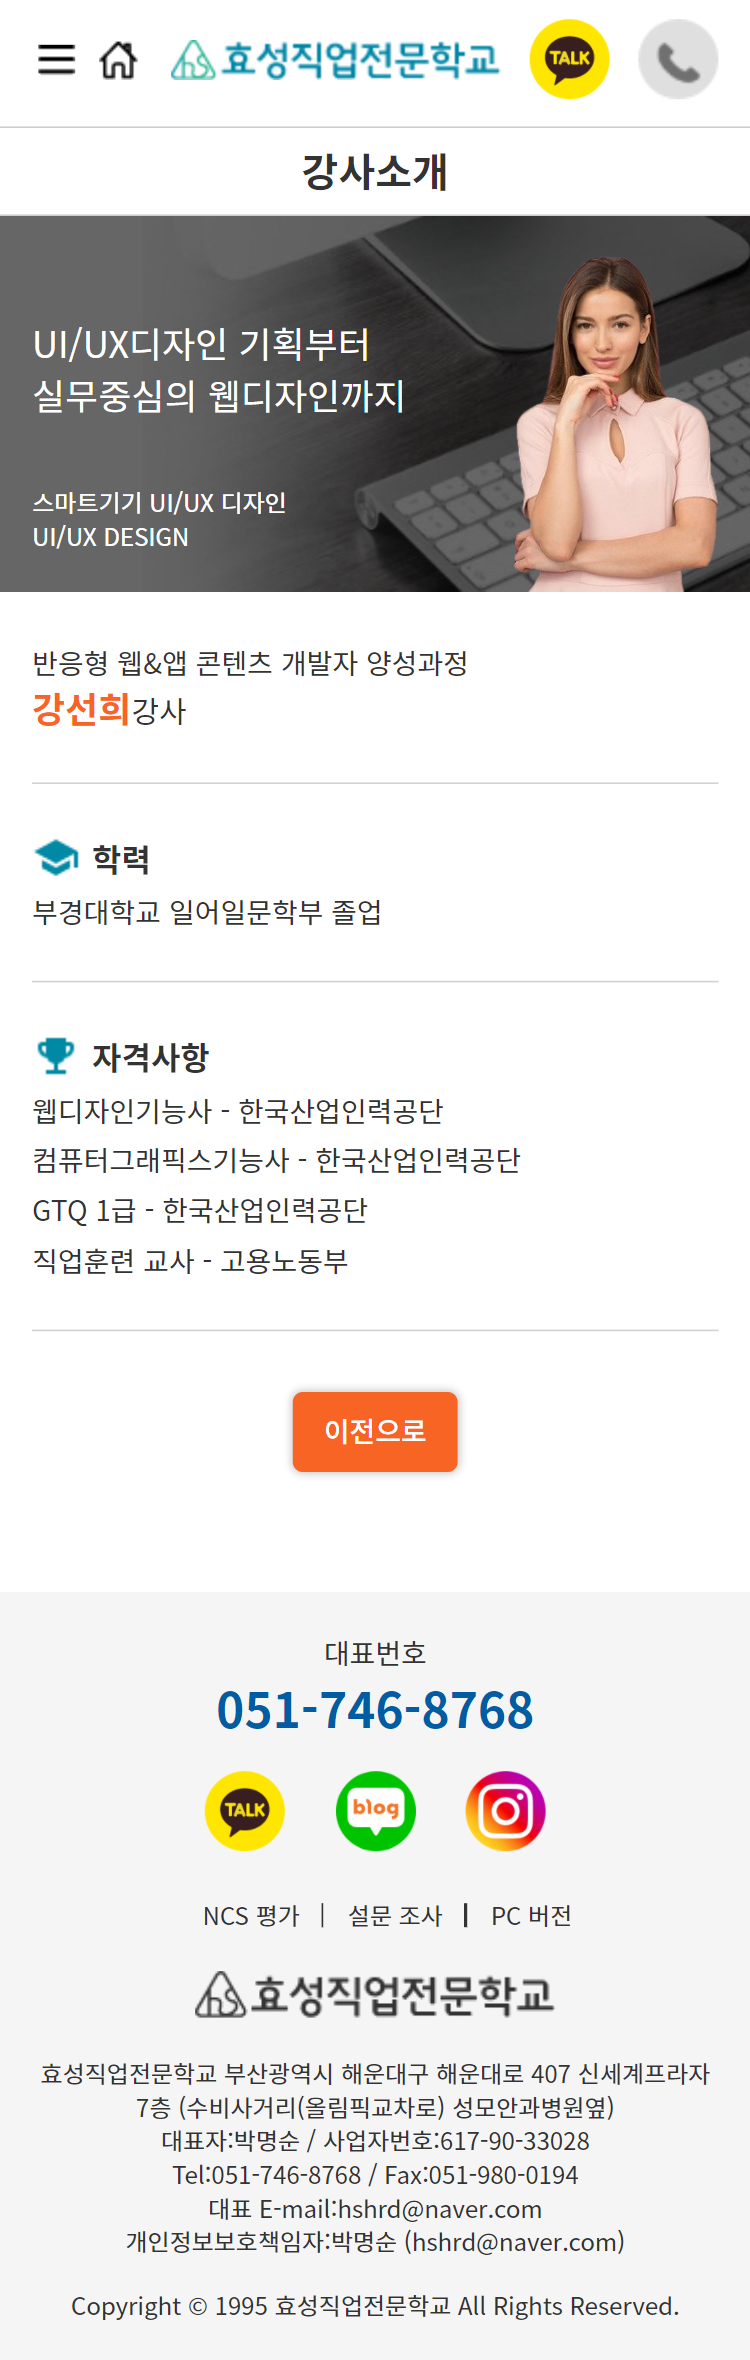 효성직업전문학교
TALK
강사소개
UI/UX디자인 기획부터
실무중심의 웹디자인까지
스마트기기 UI/UX 디자인
UI/UX DESIGN
반응형 웹&앱 콘텐츠 개발자 양성과정
강선희강사
학력
부경대학교 일어일문학부 졸업
자격사항
웹디자인기능사 - 한국산업인력공단
컴퓨터그래픽스기능사 - 한국산업인력공단
GTQ 1급 - 한국산업인력공단
직업훈련 교사 - 고용노동부
이전으로
대표번호
051-746-8768
TALK
blog
NCS 평가 | 설문 조사 | PC 버전
hs 효성직업전문학교
효성직업전문학교 부산광역시 해운대구 해운대로 407 신세계프라자
7층 (수비사거리(올림픽교차로) 성모안과병원옆)
대표자:박명순 / 사업자번호:617-90-33028
Tel:051-746-8768 / Fax:051-980-0194
대표 E-mail:hshrd@naver.com
개인정보보호책임자:박명순 (hshrd@naver.com)
Copyright © 1995 효성직업전문학교 All Rights Reserved.